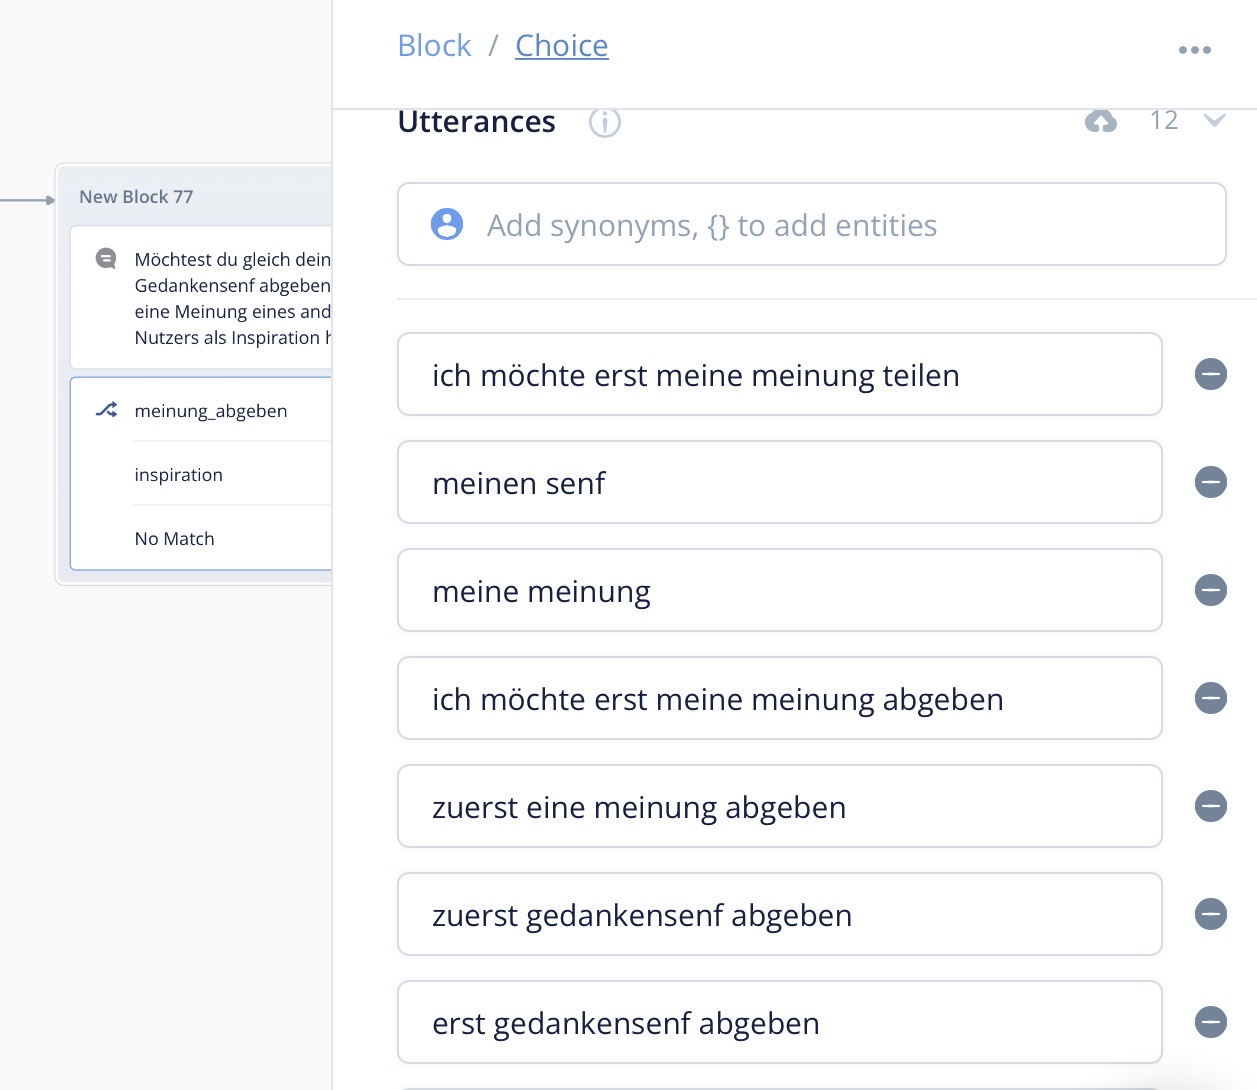 Block / Choice
Utterances
12
Add synonyms, {} to add entities
ich möchte erst meine meinung teilen
meinen senf
meine meinung
ich möchte erst meine meinung abgeben
zuerst eine meinung abgeben
zuerst gedankensenf abgeben
erst gedankensenf abgeben
New Block 77
Möchtest du gleich dein
Gedankensenf abgeben
eine Meinung eines and
Nutzers als Inspiration
meinung_abgeben
inspiration
No Match